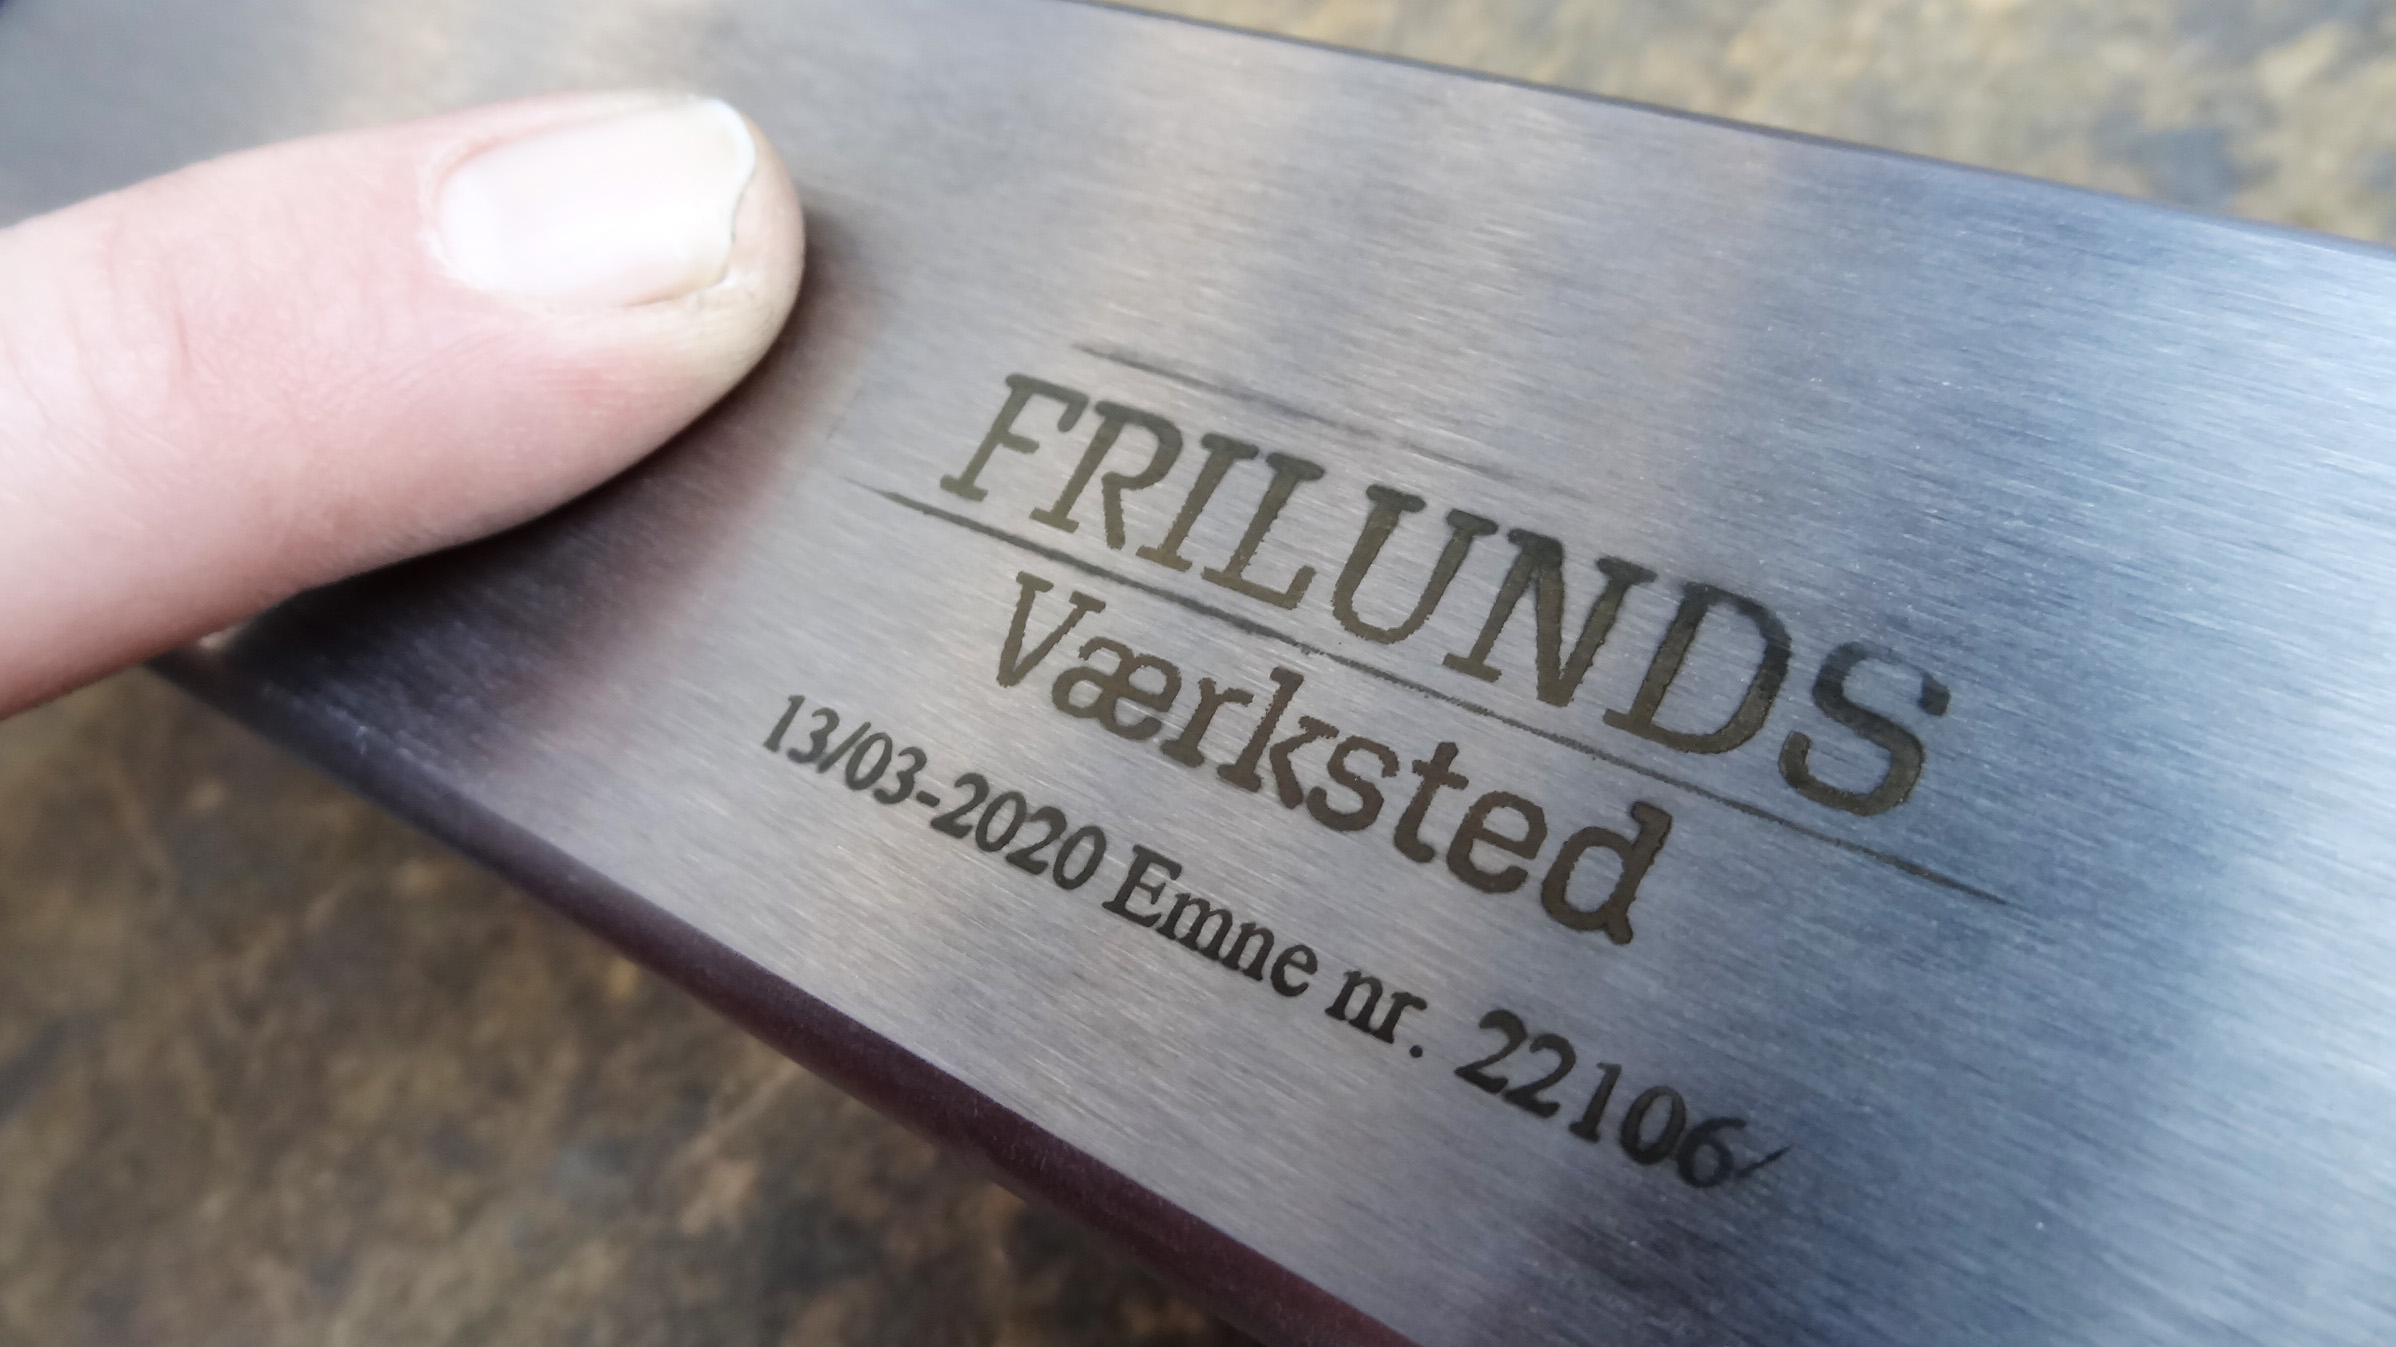 FRILUNDS
Værksted
13/03-2020 Emne nr. 22106/